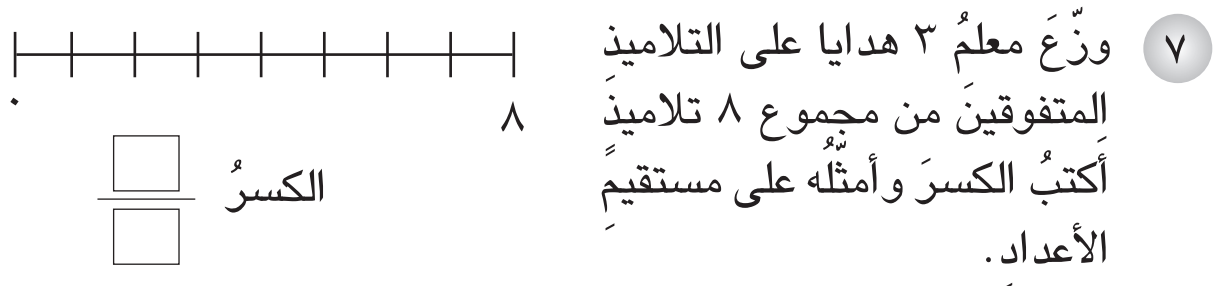 ٧
وزّعَ معلمُ ٣ هدايا على التلاميذِ
المتفوقينَ من مجموع ٨ تلاميذَ
أَكتبُ الكسرَ وأمثّلُه على مستقيمِ
الأعدادِ.
٠
٨
الكسرُ